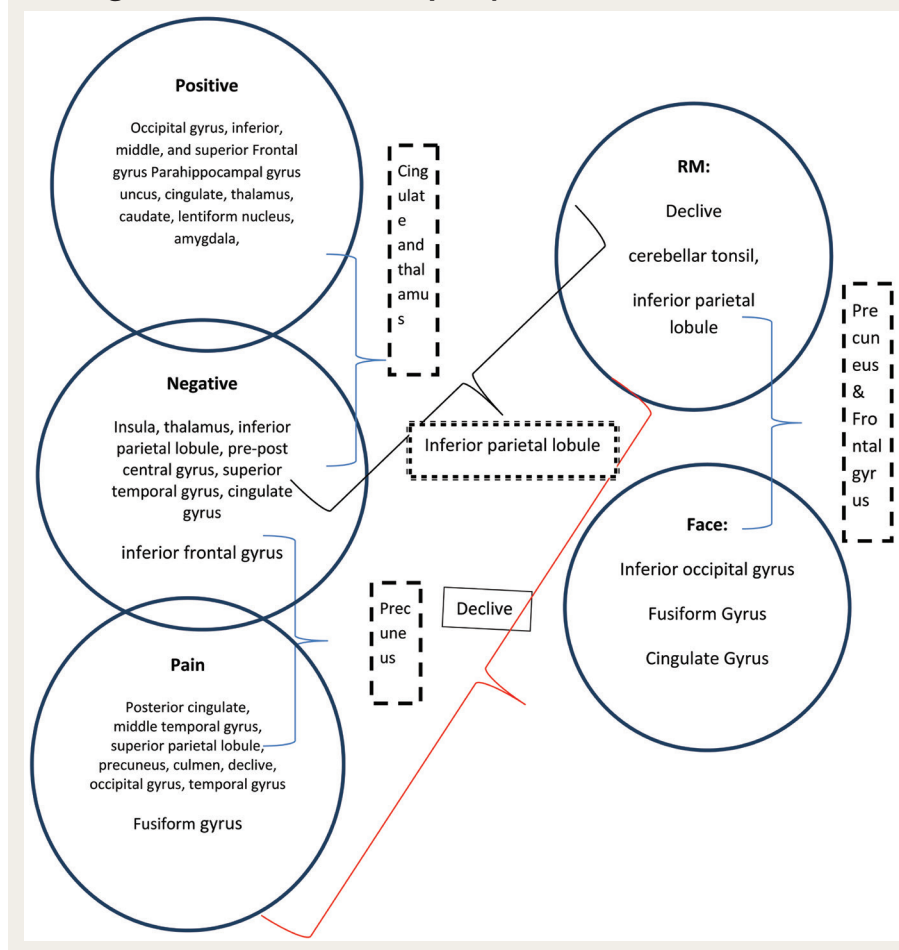 Positive
Occipital gyrus, inferior,
middle, and superior Frontal
gyrus Parahippocampal gyrus
uncus, cingulate, thalamus,
caudate, lentiform nucleus,
amygdala,
Cing
ulat
e
and
thal
amu
s
Negative
Insula, thalamus, inferior
parietal lobule, pre-post
central gyrus, superior
temporal gyrus, cingulate
gyrus
inferior frontal gyrus
Inferior parietal lobule
Pain
Posterior cingulate,
middle temporal gyrus,
superior parietal lobule,
precuneus, culmen, declive,
occipital gyrus, temporal gyrus
Fusiform gyrus
Prec
une
us
Declive
RM:
Declive
cerebellar tonsil,
inferior parietal
lobule
Pre
cun
eus
&
Fro
ntal
gyr
us
Face:
Inferior occipital gyrus
Fusiform Gyrus
Cingulate Gyrus